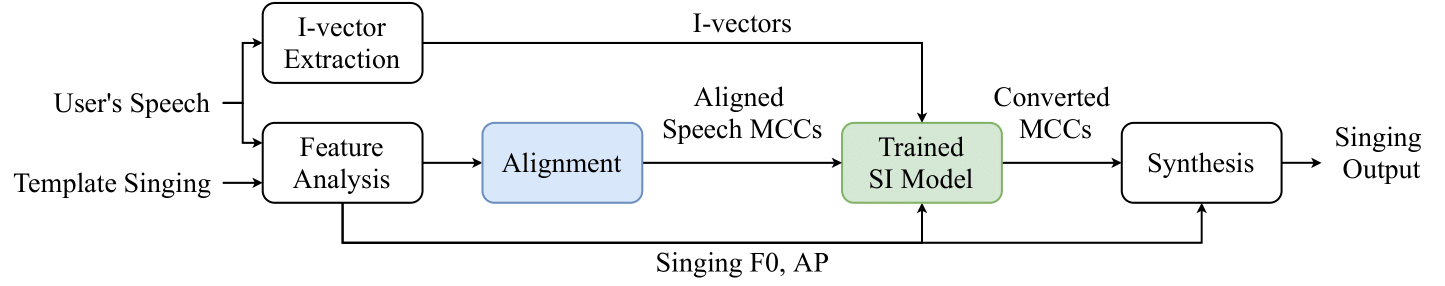 I-vector
Extraction
I-vectors
User's Speech
Template Singing
Feature
Analysis
Alignment
Aligned
Speech MCCs
Trained
SI Model
Converted
MCCs
Synthesis
Singing
Output
Singing F0, AP